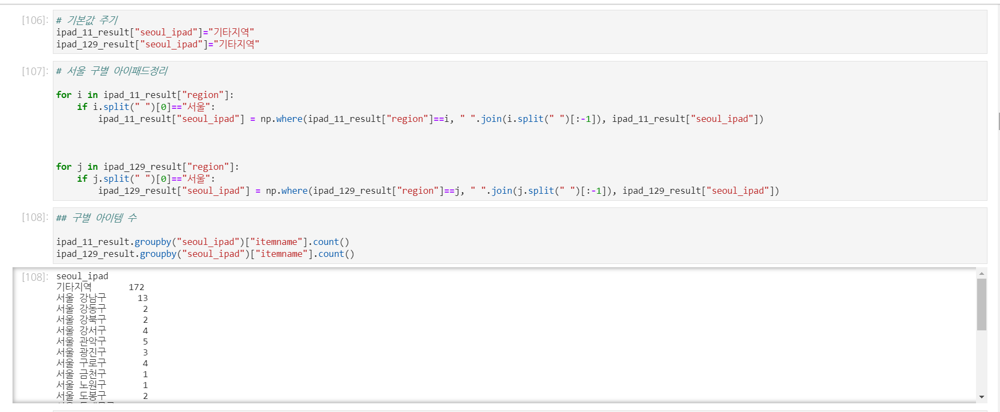 [106]: # 기본값 주기
ipad_11_result["seoul_ipad"]="기타지역"
ipad_129_result["seoul_ipad"]="기타지역"
[107]: # 서울 구별 아이패드정리
for i in ipad_11_result["region"]:
    if i.split(" ")[0]=="서울":
        ipad_11_result["seoul_ipad"] = np.where(ipad_11_result["region"]==i, " ".join(i.split(" ")[:-1]), ipad_11_result["seoul_ipad"])
for j in ipad_129_result["region"]:
    if j.split(" ")[0]=="서울":
        ipad_129_result["seoul_ipad"] = np.where(ipad_129_result["region"]==j, " ".join(j.split(" ")[:-1]), ipad_129_result["seoul_ipad"])
[108]: ## 구별 아이템 수
ipad_11_result.groupby("seoul_ipad")["itemname"].count()
ipad_129_result.groupby("seoul_ipad")["itemname"].count()
[108]: seoul_ipad
기타지역 172
서울 강남구 13
서울 강동구 2
서울 강북구 2
서울 강서구 4
서울 관악구 5
서울 광진구 3
서울 구로구 4
서울 금천구 1
서울 노원구 1
서울 도봉구 2